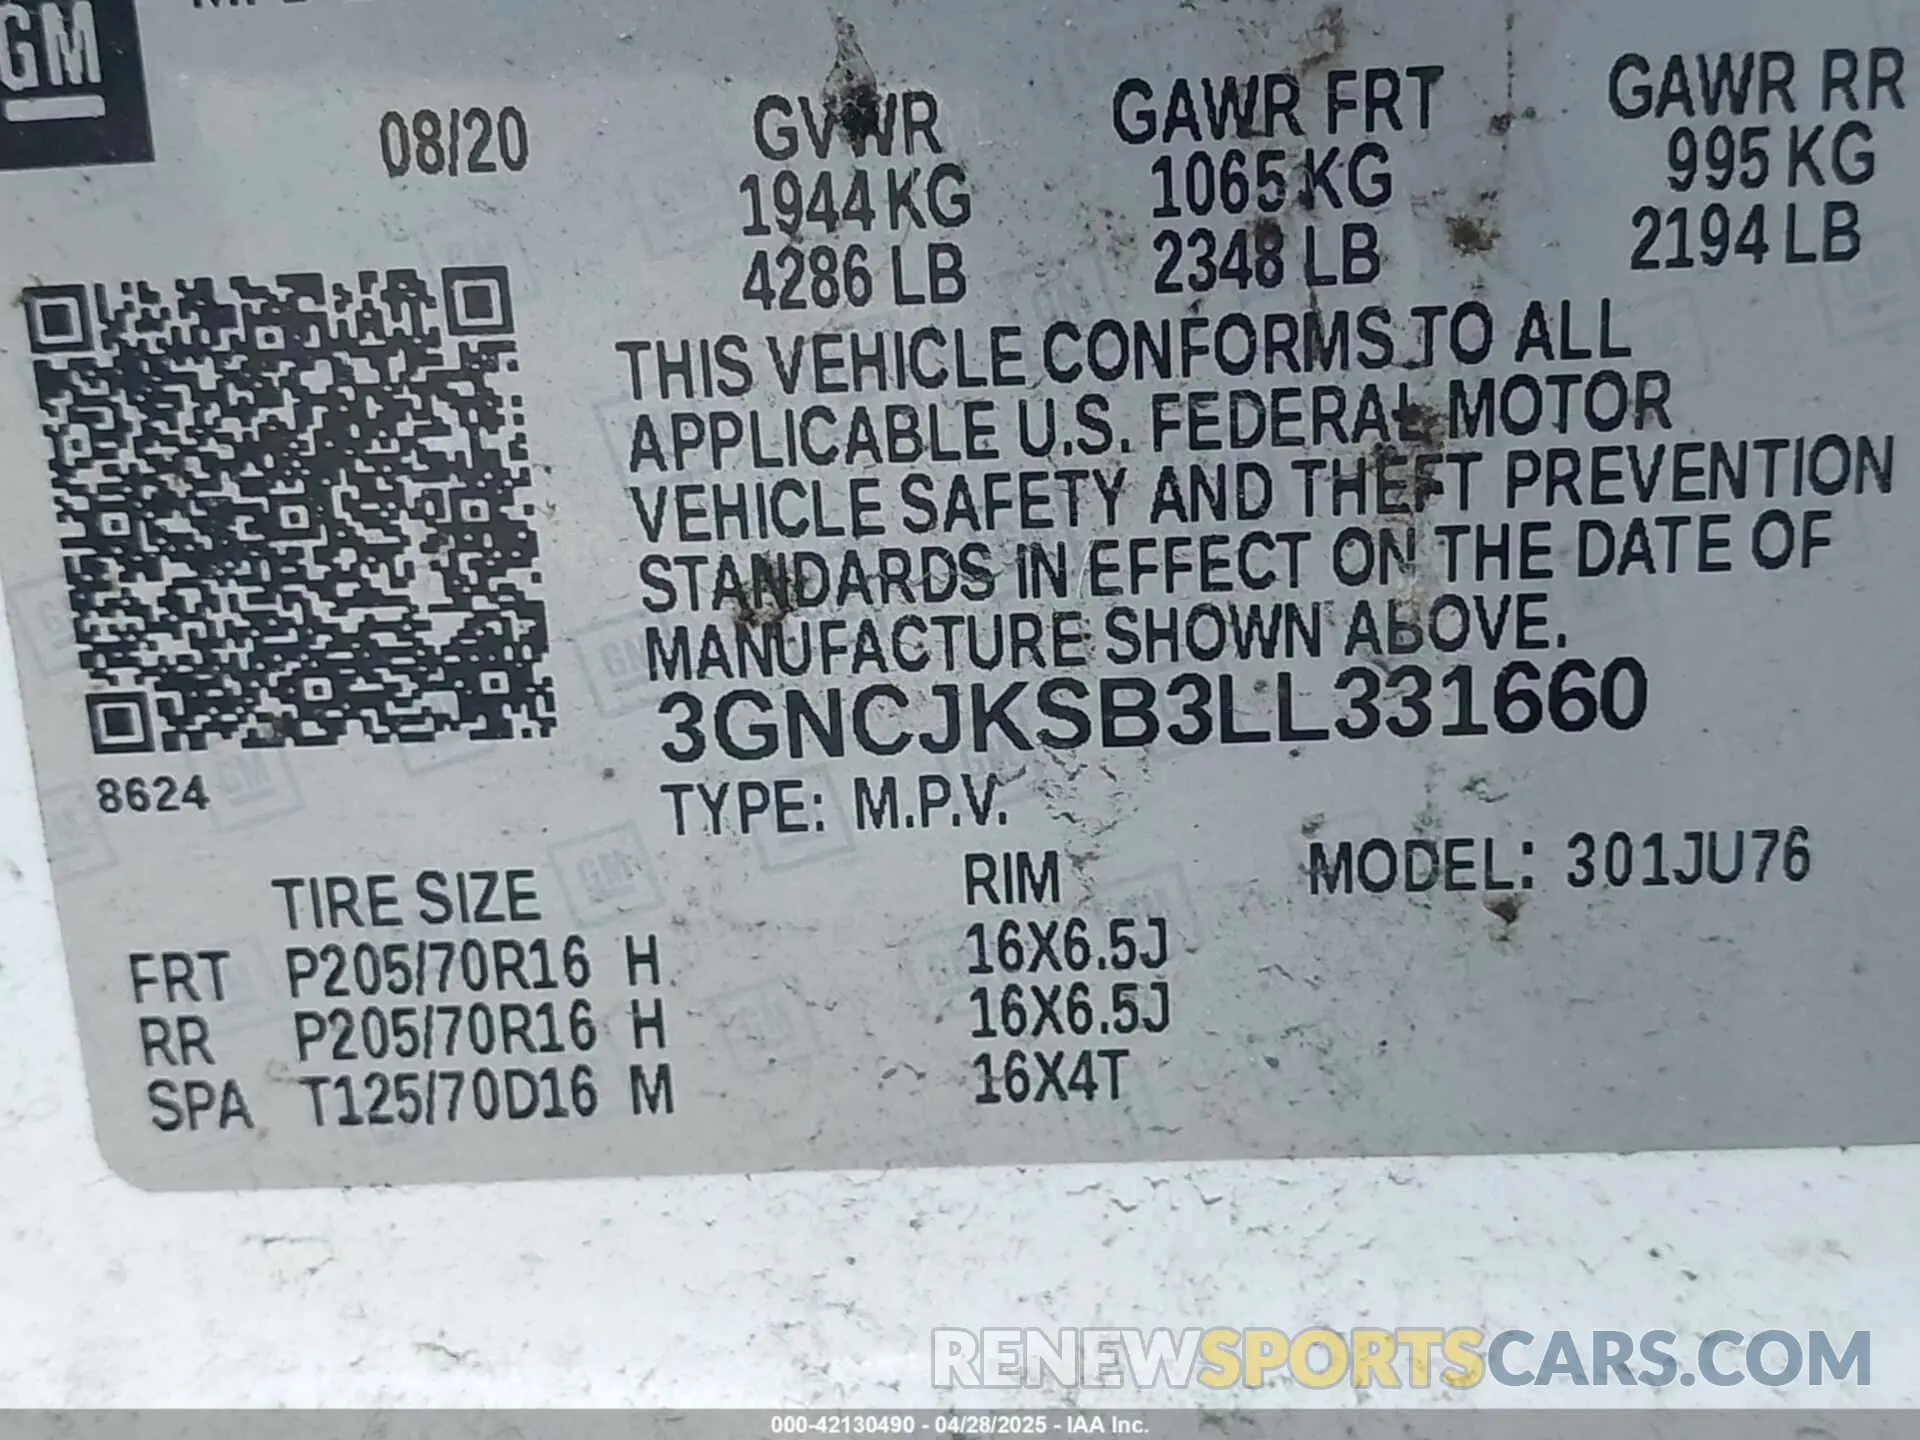 GM
08/20
GVWR GAWR FRT GAWR RR
1944 KG 1065 KG 995 KG
4286 LB 2348 LB 2194 LB
THIS VEHICLE CONFORMS TO ALL
APPLICABLE U.S. FEDERAL MOTOR
VEHICLE SAFETY AND THEFT PREVENTION
STANDARDS IN EFFECT ON THE DATE OF
MANUFACTURE SHOWN ABOVE.
3GNCJKSB3LL331660
8624
TYPE: M.P.V.
MODEL: 301JU76
TIRE SIZE RIM
FRT P205/70R16 H 16X6.5J
RR P205/70R16 H 16X6.5J
SPA T125/70D16 M 16X4T
RENEWSPORTSCARS.COM
000-42130490 - 04/28/2025 - IAA Inc.